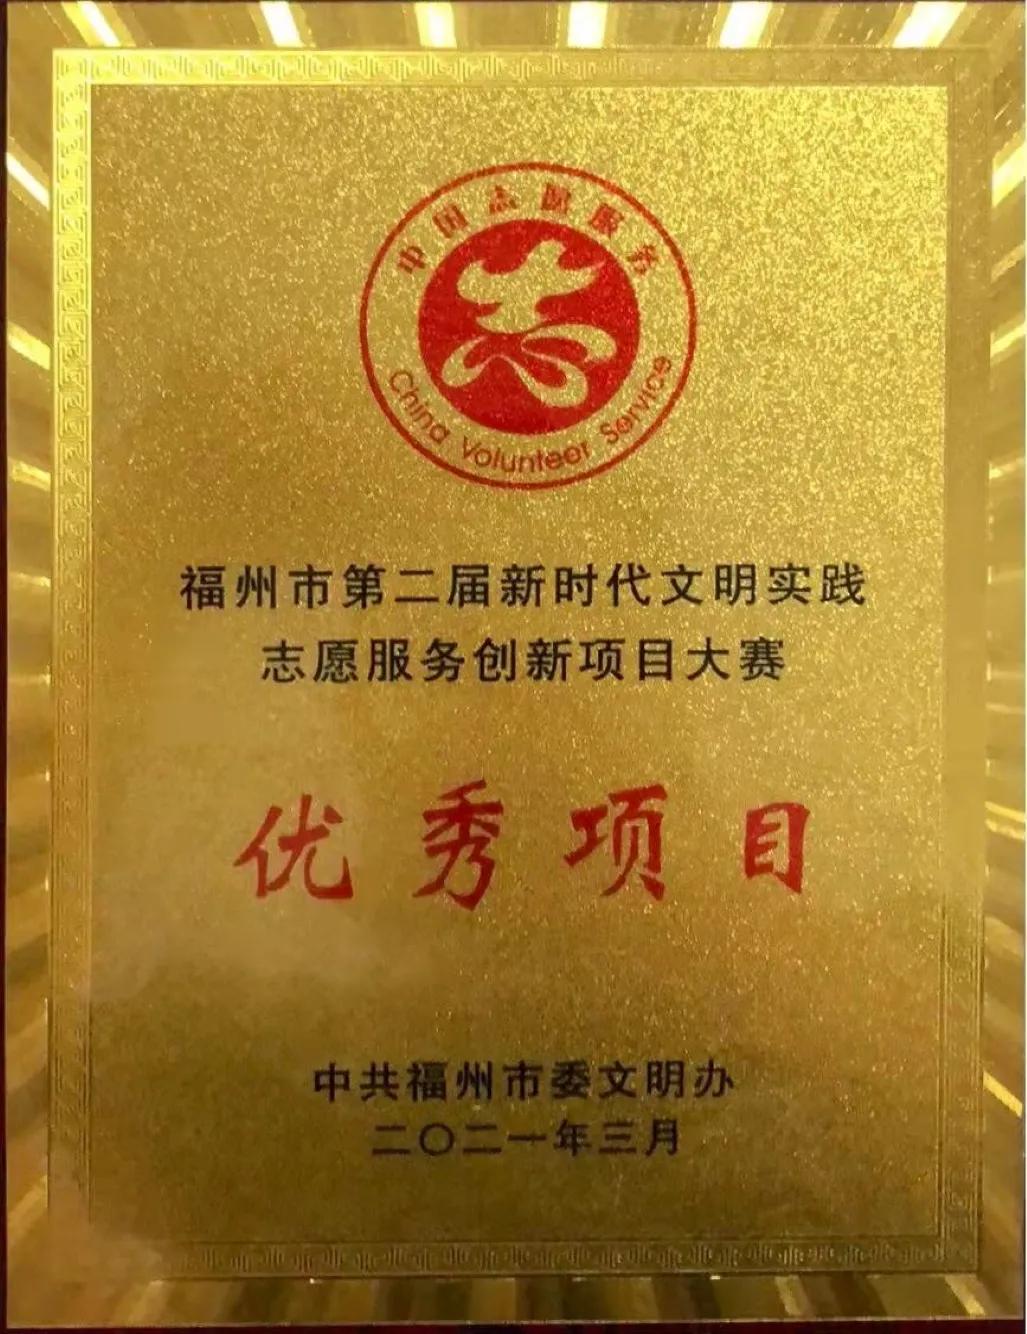 中国志愿服务
China Volunteer Service
福州市第二届新时代文明实践
志愿服务创新项目大赛
优秀项目
中共福州市委文明办
二〇二一年三月